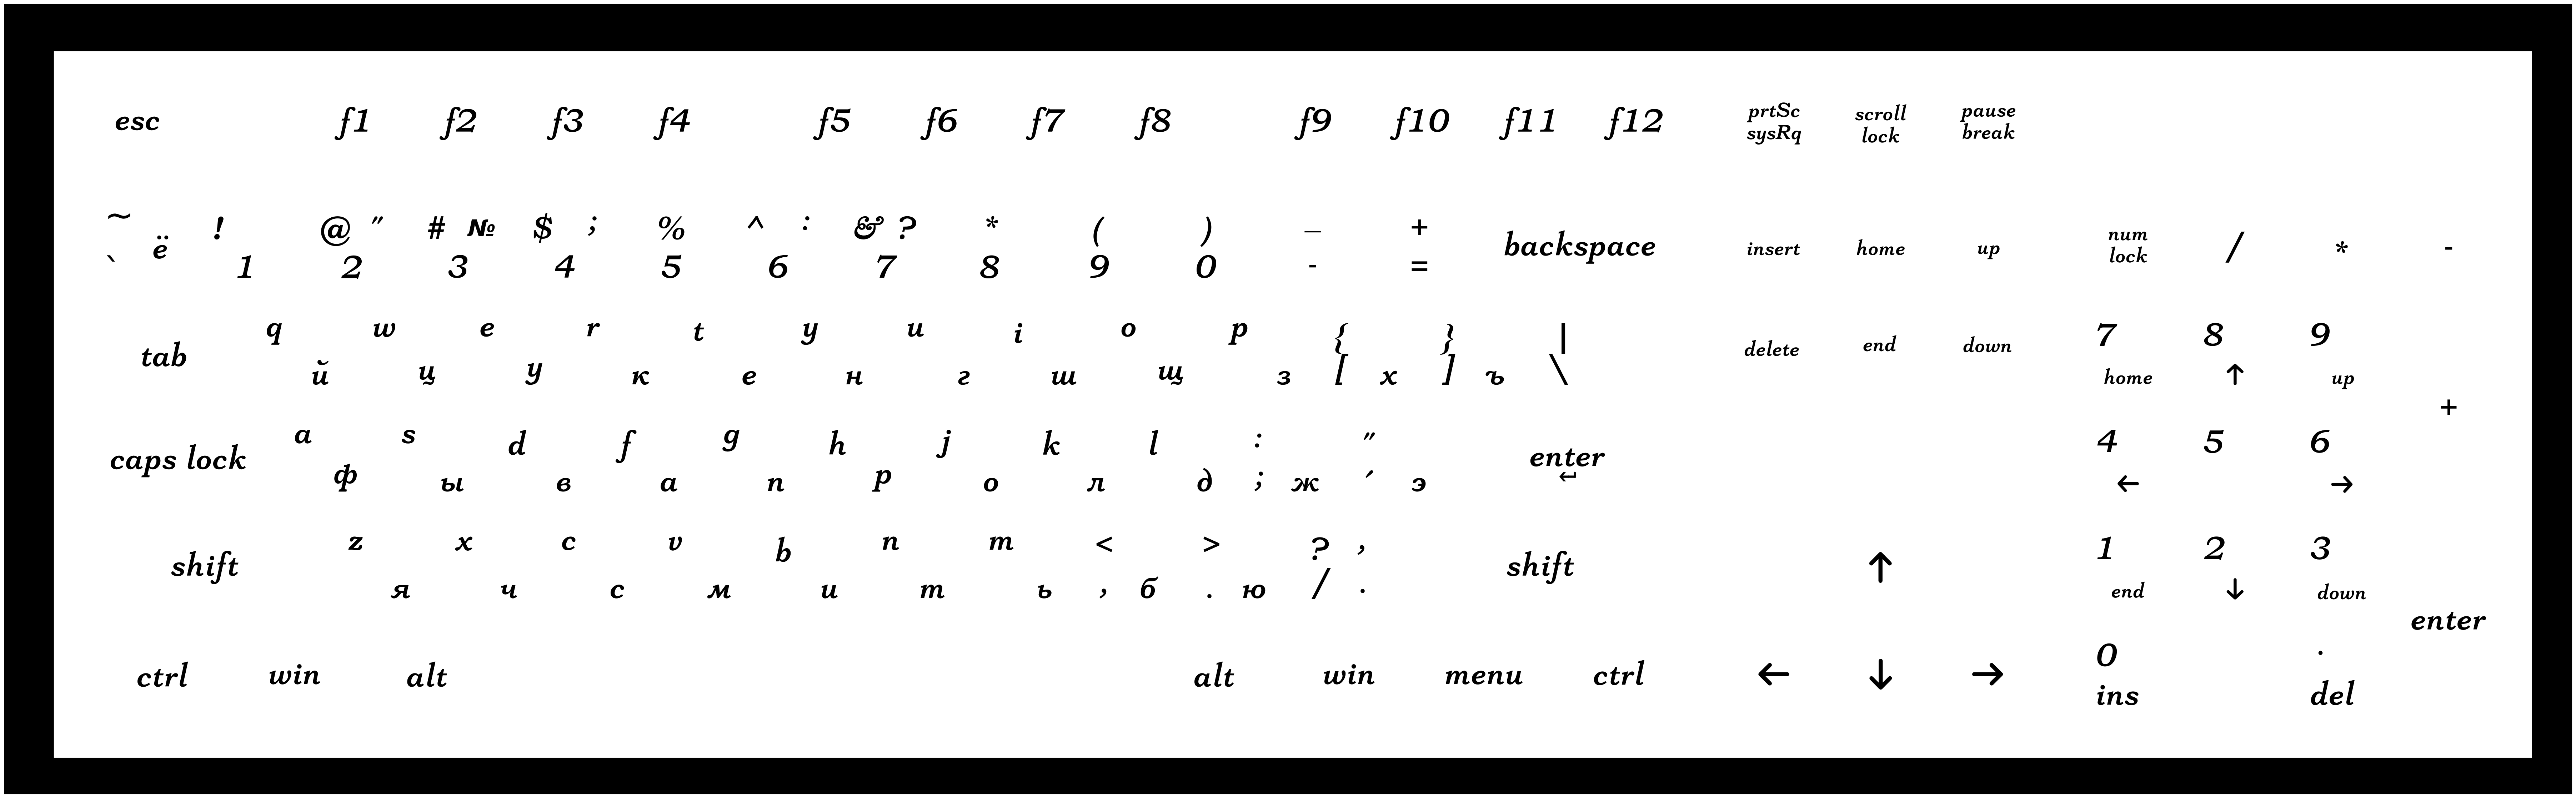 esc f1 f2 f3 f4 f5 f6 f7 f8 f9 f10 f11 f12 prtSc scroll pause
sysRq lock break
~ ! @ " # № $ ; % ^ : & ? * ( ) _ + num
ё backspace insert home up lock / * -
` 1 2 3 4 5 6 7 8 9 0 - =
q w e r t y u i o p { } | 7 8 9
tab delete end down
й ц у к е н г ш щ з [ х ] ъ \ home ↑ up
+
a s d f g h j k l : " 4 5 6
caps lock enter
ф ы в а п р о л д ; ж ' э ↵ ← →
z x c v b n m < > ? , 1 2 3
shift shift ↑
я ч с м и т ь , б . ю / . end ↓ down
enter
ctrl win alt alt win menu ctrl ← ↓ → 0 .
ins del